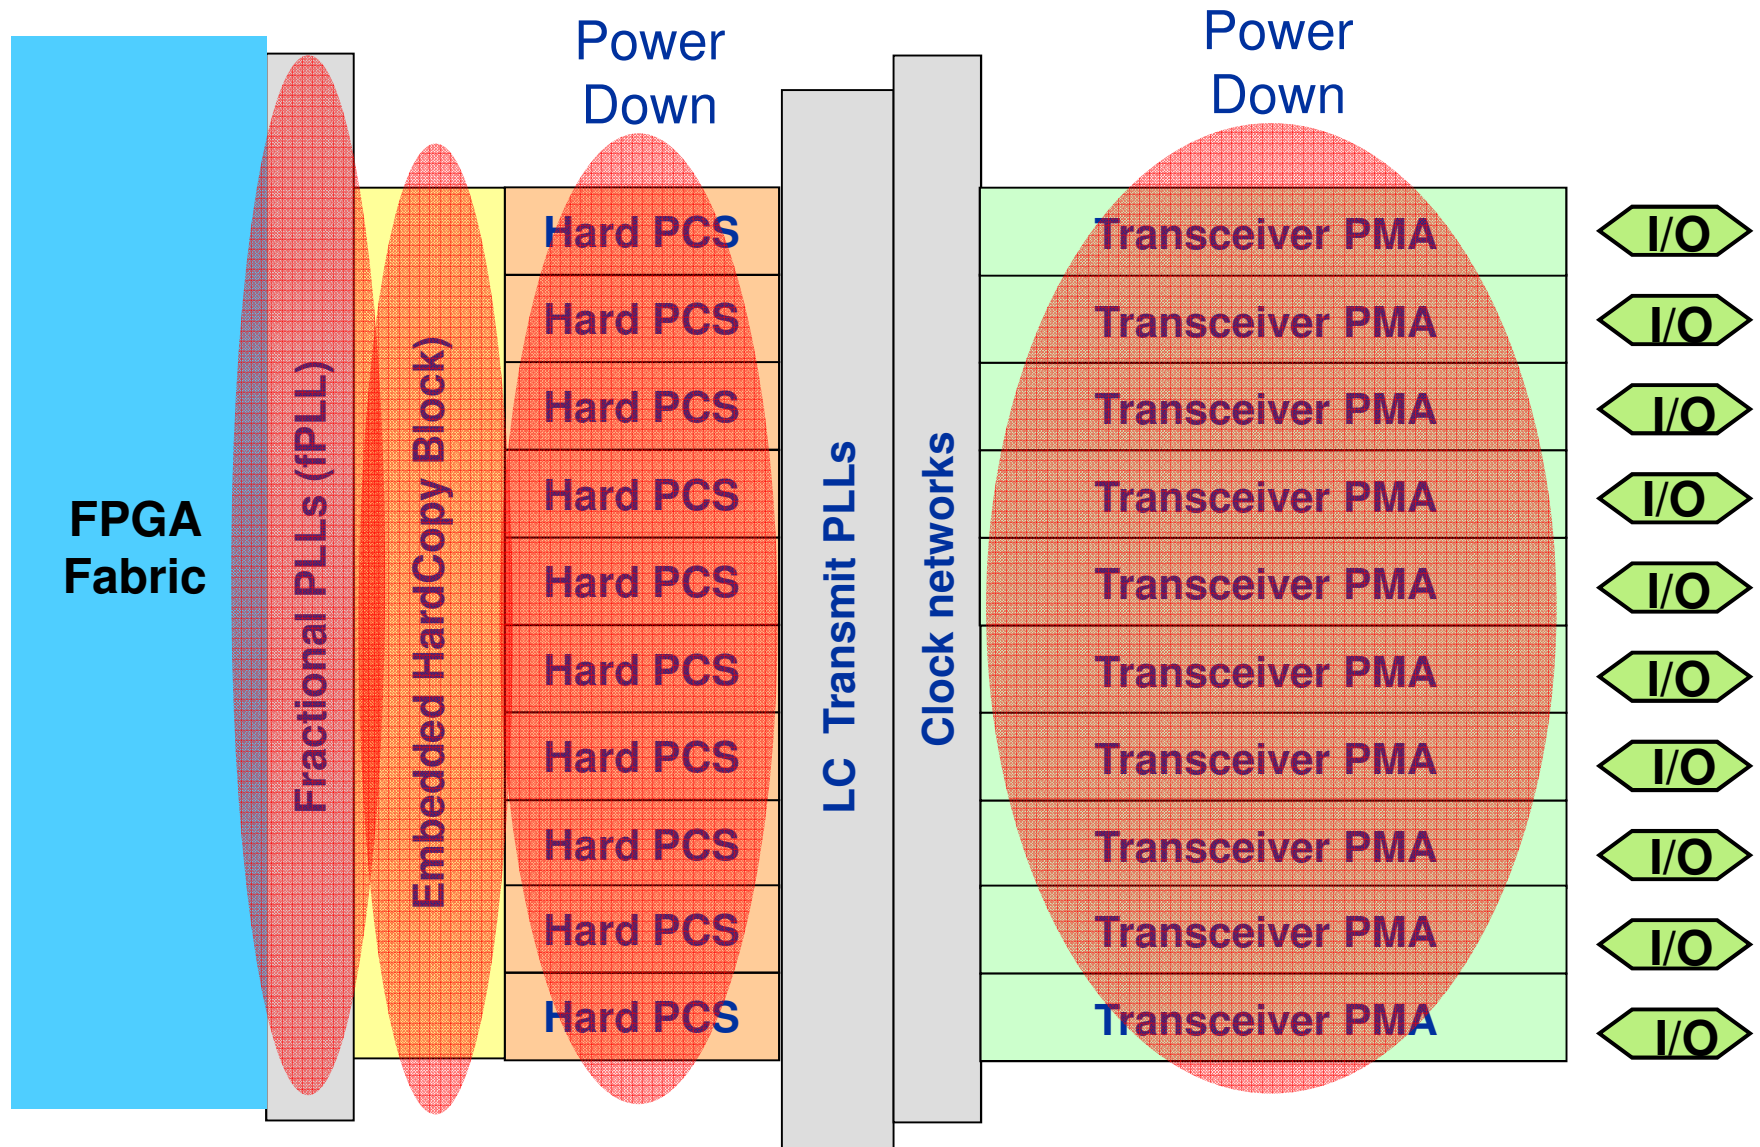 Power
Down
Power
Down
FPGA
Fabric
Fractional PLLs (fPLL)
Embedded HardCopy Block)
Hard PCS
Hard PCS
Hard PCS
Hard PCS
Hard PCS
Hard PCS
Hard PCS
Hard PCS
Hard PCS
Hard PCS
LC Transmit PLLs
Clock networks
Transceiver PMA
Transceiver PMA
Transceiver PMA
Transceiver PMA
Transceiver PMA
Transceiver PMA
Transceiver PMA
Transceiver PMA
Transceiver PMA
Transceiver PMA
I/O
I/O
I/O
I/O
I/O
I/O
I/O
I/O
I/O
I/O